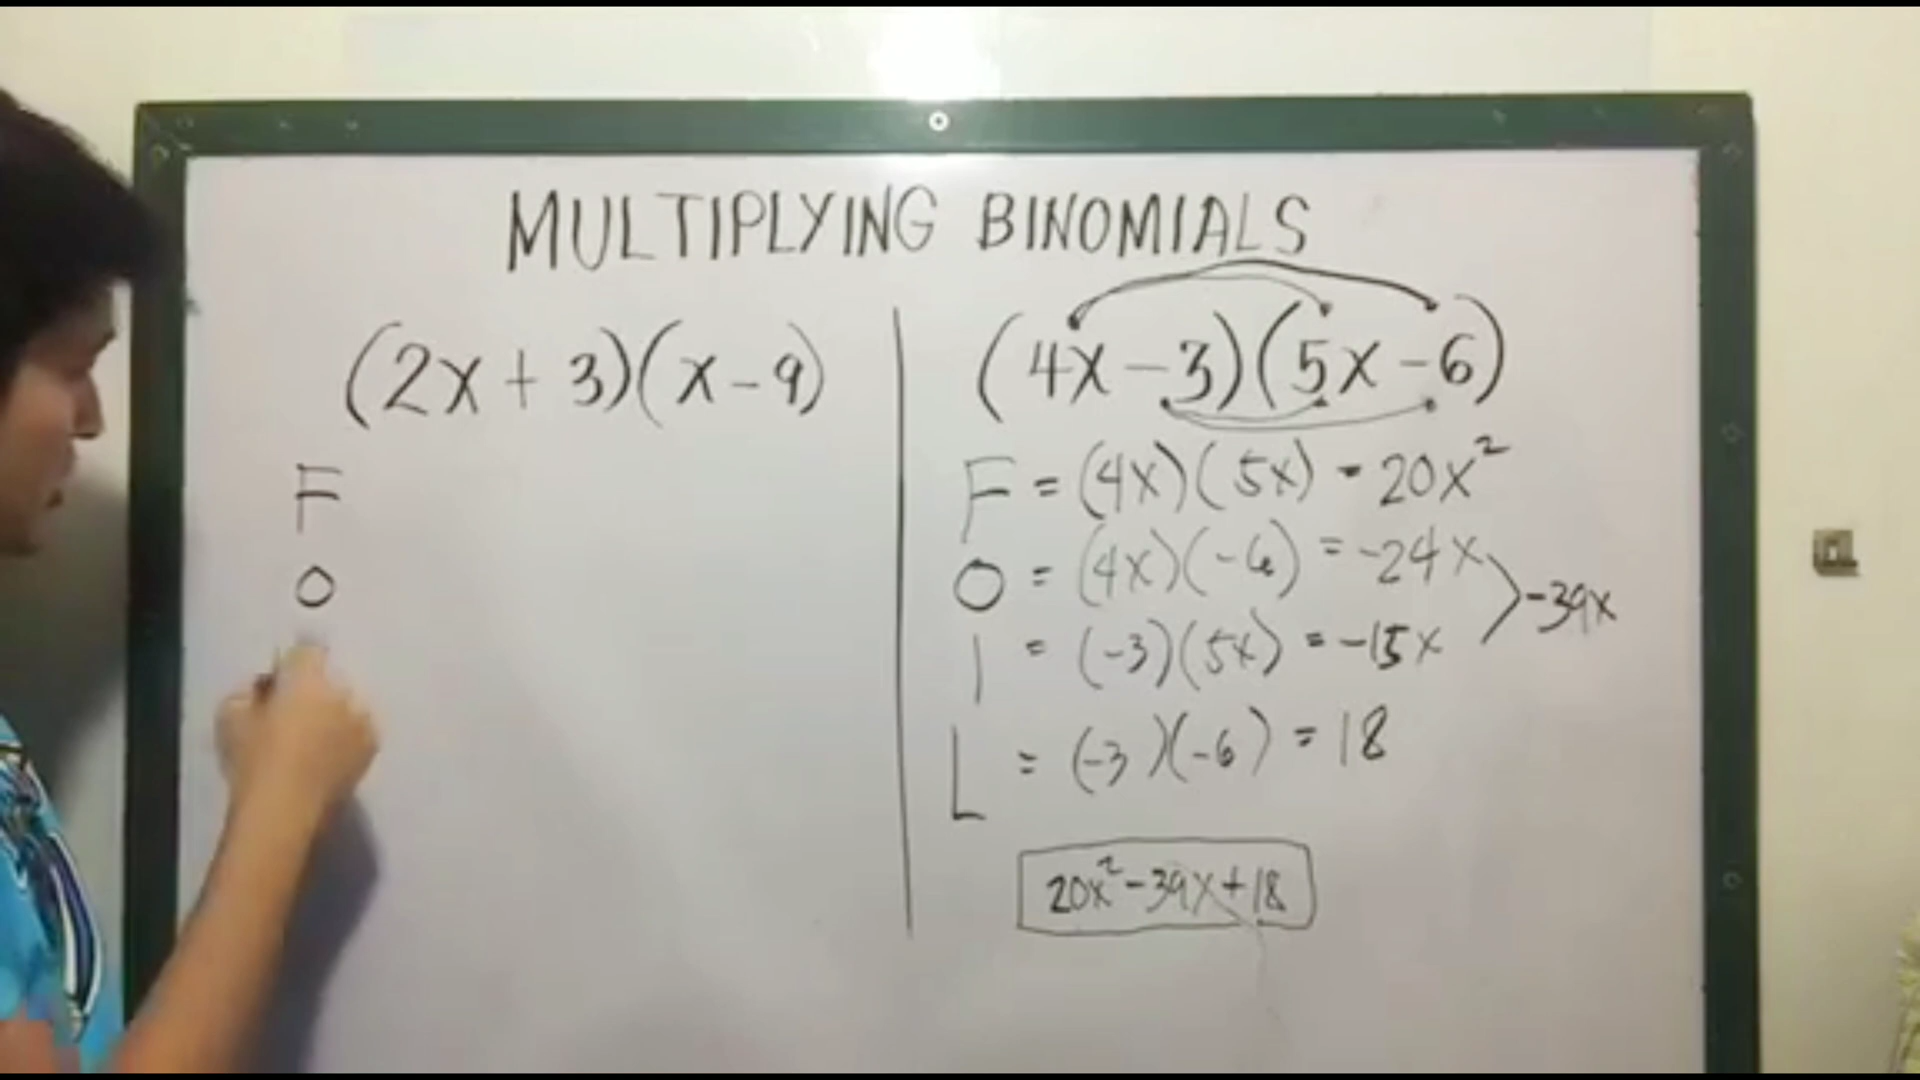 MULTIPLYING BINOMIALS
(2x + 3)(x - 9)
F
O
(4x - 3)(5x - 6)
F = (4x)(5x) - 20x²
O = (4x)(-6) = -24x
I = (-3)(5x) = -15x
-39x
L = (-3)(-6) = 18
20x² - 39x + 18